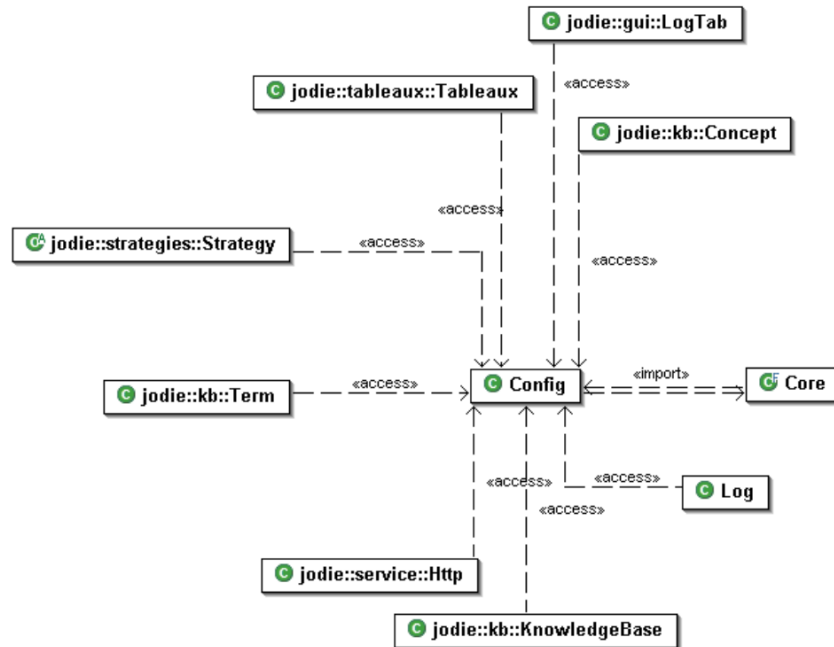 C jodie::gui::LogTab
«access»
C jodie::tableaux::Tableaux
C jodie::kb::Concept
«access»
C A jodie::strategies::Strategy
«access»
«access»
C Config
«import»
C F Core
C jodie::kb::Term
«access»
«access»
«access»
C Log
«access»
C jodie::service::Http
C jodie::kb::KnowledgeBase